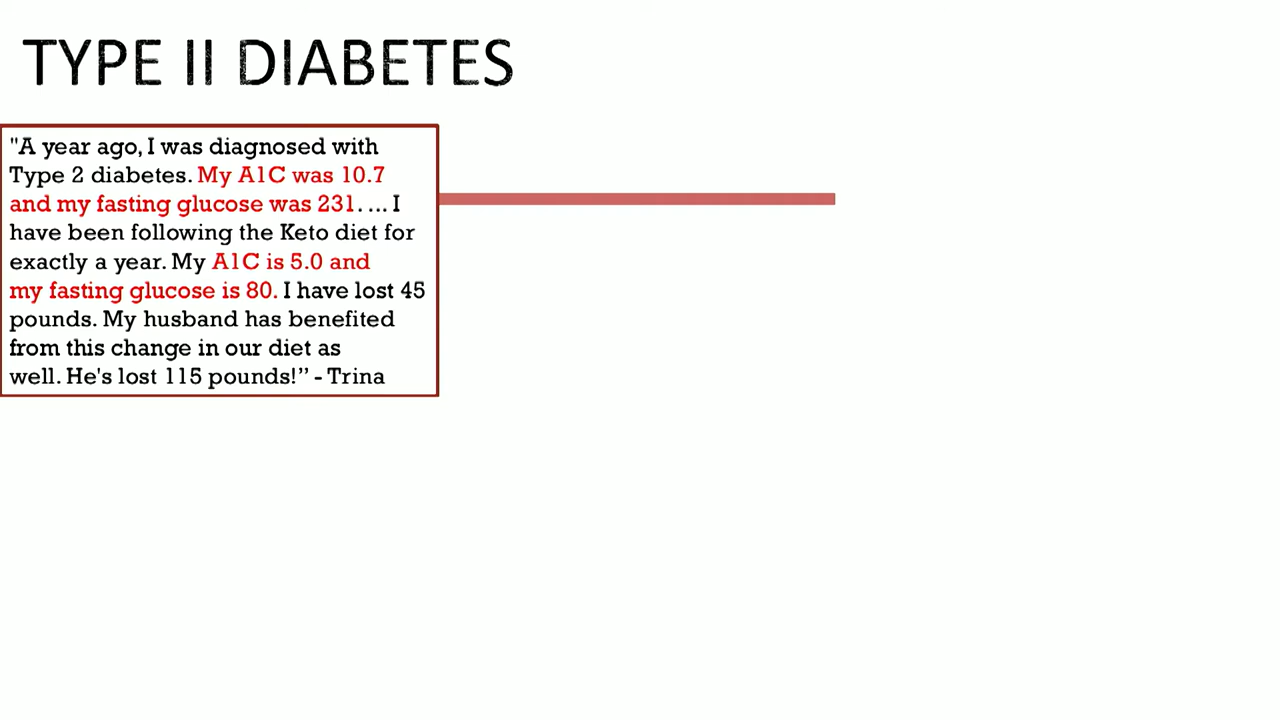 TYPE II DIABETES
"A year ago, I was diagnosed with
Type 2 diabetes. My A1C was 10.7
and my fasting glucose was 231. ... I
have been following the Keto diet for
exactly a year. My A1C is 5.0 and
my fasting glucose is 80. I have lost 45
pounds. My husband has benefited
from this change in our diet as
well. He's lost 115 pounds!” - Trina